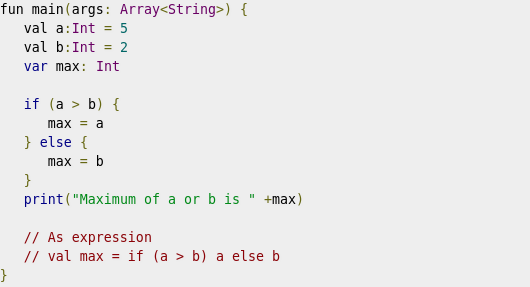 fun main(args: Array<String>) {
   val a:Int = 5
   val b:Int = 2
   var max: Int

   if (a > b) {
      max = a
   } else {
      max = b
   }
   print("Maximum of a or b is " +max)

   // As expression
   // val max = if (a > b) a else b
}